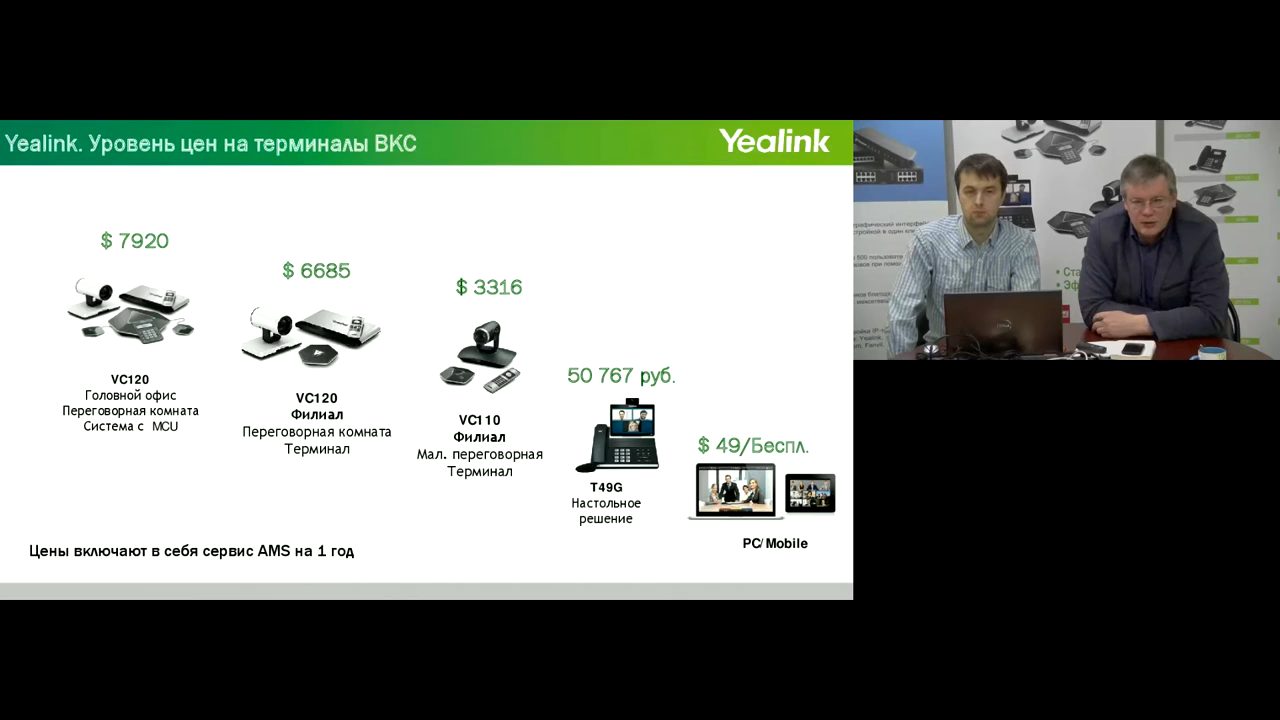 Yealink. Уровень цен на терминалы ВКС
Yealink
$ 7920
VC120
Головной офис
Переговорная комната
Система с MCU
$ 6685
VC120
Филиал
Переговорная комната
Терминал
$ 3316
VC110
Филиал
Мал. переговорная
Терминал
50 767 руб.
T49G
Настольное
решение
$ 49/Беспл.
PC/Mobile
Цены включают в себя сервис AMS на 1 год